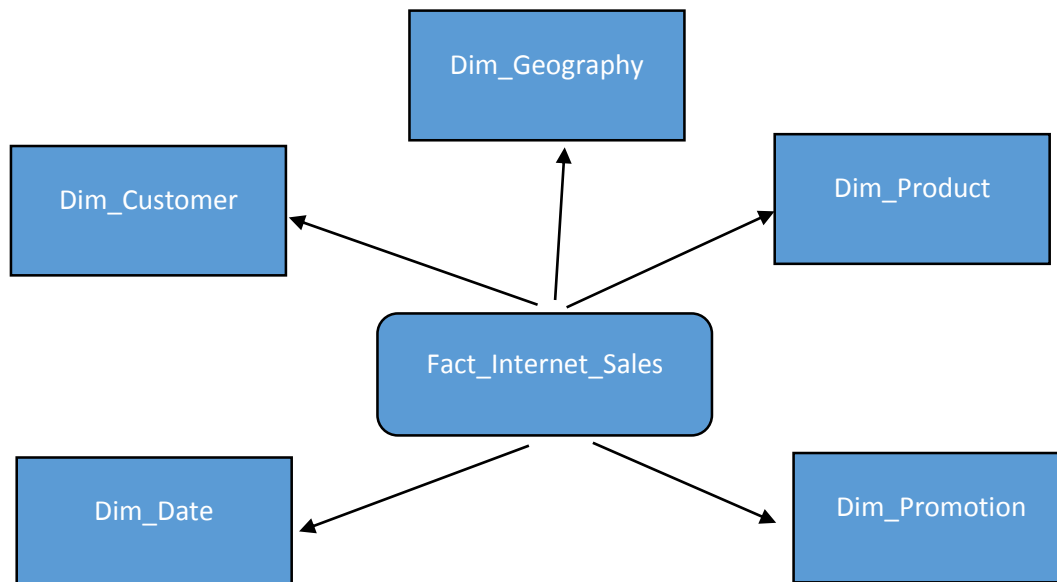 Dim_Geography
Dim_Customer
Dim_Product
Fact_Internet_Sales
Dim_Date
Dim_Promotion